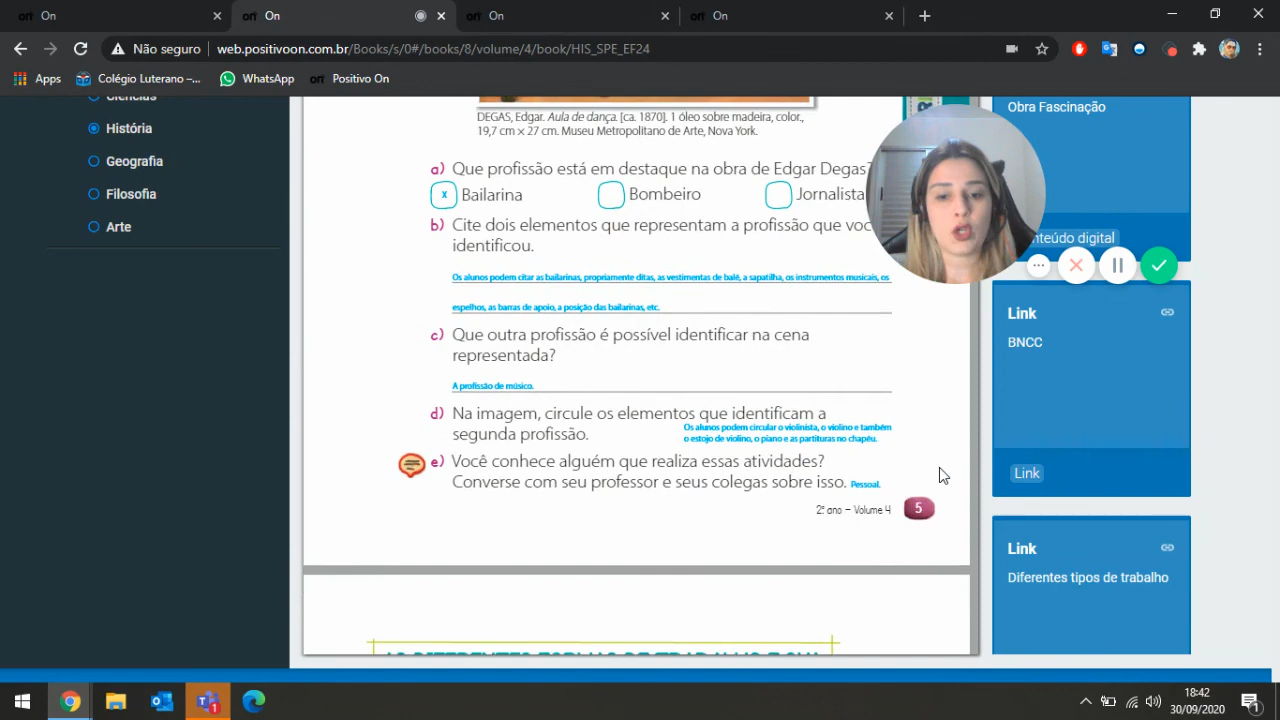 On
On
On
On
Não seguro
web.positivoon.com.br/Books/s/0#/books/8/volume/4/book/HIS_SPE_EF24
Apps
Colégio Luterano –...
WhatsApp
Positivo On
Ciências
História
Geografia
Filosofia
Arte
DEGAS, Edgar. Aula de dança. [ca. 1870]. 1 óleo sobre madeira, color.,
19,7 cm × 27 cm. Museu Metropolitano de Arte, Nova York.
a) Que profissão está em destaque na obra de Edgar Degas?
x Bailarina
Bombeiro
Jornalista
b) Cite dois elementos que representam a profissão que voc
identificou.
Os alunos podem citar as bailarinas, propriamente ditas, as vestimentas de balé, a sapatilha, os instrumentos musicais, os
espelhos, as barras de apoio, a posição das bailarinas, etc.
c) Que outra profissão é possível identificar na cena
representada?
A profissão de músico.
d) Na imagem, circule os elementos que identificam a
segunda profissão.
Os alunos podem circular o violinista, o violino e também
o estojo de violino, o piano e as partituras no chapéu.
e) Você conhece alguém que realiza essas atividades?
Converse com seu professor e seus colegas sobre isso. Pessoal.
2º. ano – Volume 4
5
Obra Fascinação
nteúdo digital
Link
BNCC
Link
Link
Diferentes tipos de trabalho
18:42
30/09/2020
1
1